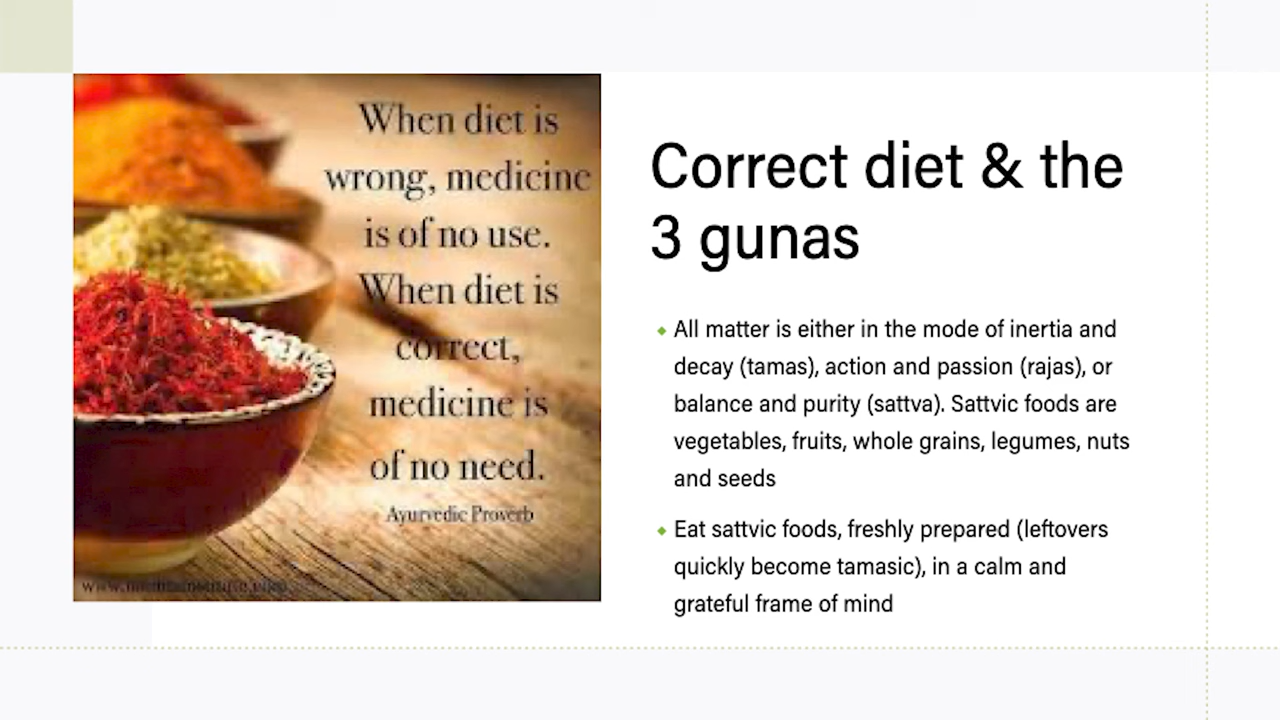 When diet is
wrong, medicine
is of no use.
When diet is
correct,
medicine is
of no need.
Ayurvedic Proverb
Correct diet & the
3 gunas
All matter is either in the mode of inertia and
decay (tamas), action and passion (rajas), or
balance and purity (sattva). Sattvic foods are
vegetables, fruits, whole grains, legumes, nuts
and seeds
Eat sattvic foods, freshly prepared (leftovers
quickly become tamasic), in a calm and
grateful frame of mind